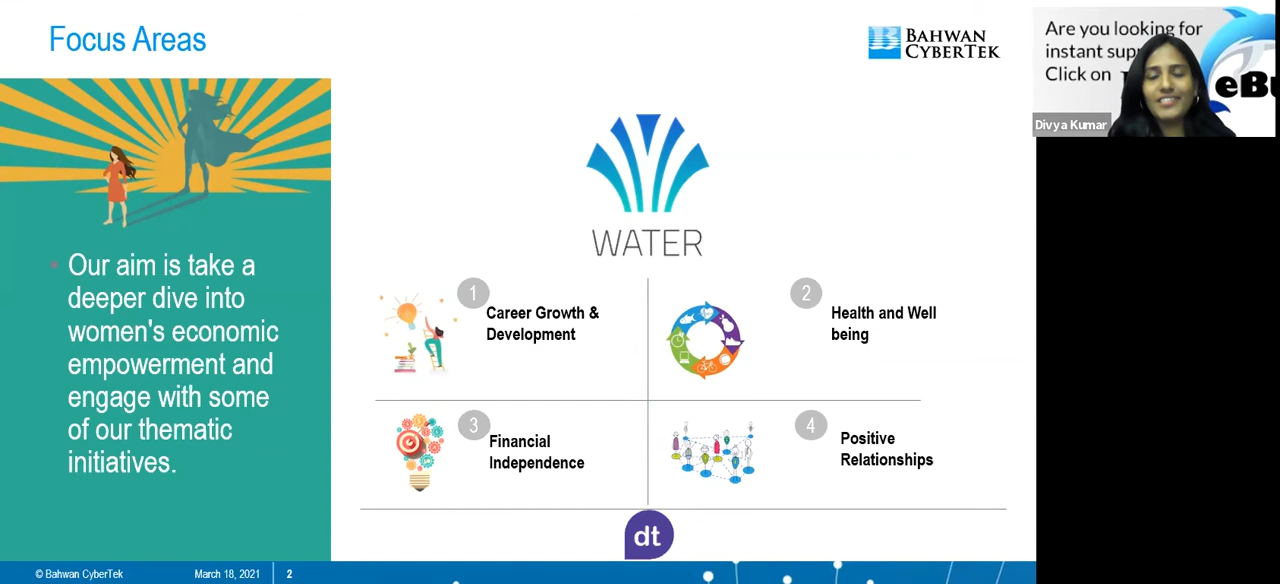 Focus Areas
BAHWAN
CYBERTEK
Are you looking for
instant sup
Click on
Divya Kumar
WATER
Our aim is take a
deeper dive into
women's economic
empowerment and
engage with some
of our thematic
initiatives.
1
Career Growth &
Development
2
Health and Well
being
3
Financial
Independence
4
Positive
Relationships
dt
© Bahwan CyberTek
March 18, 2021
2